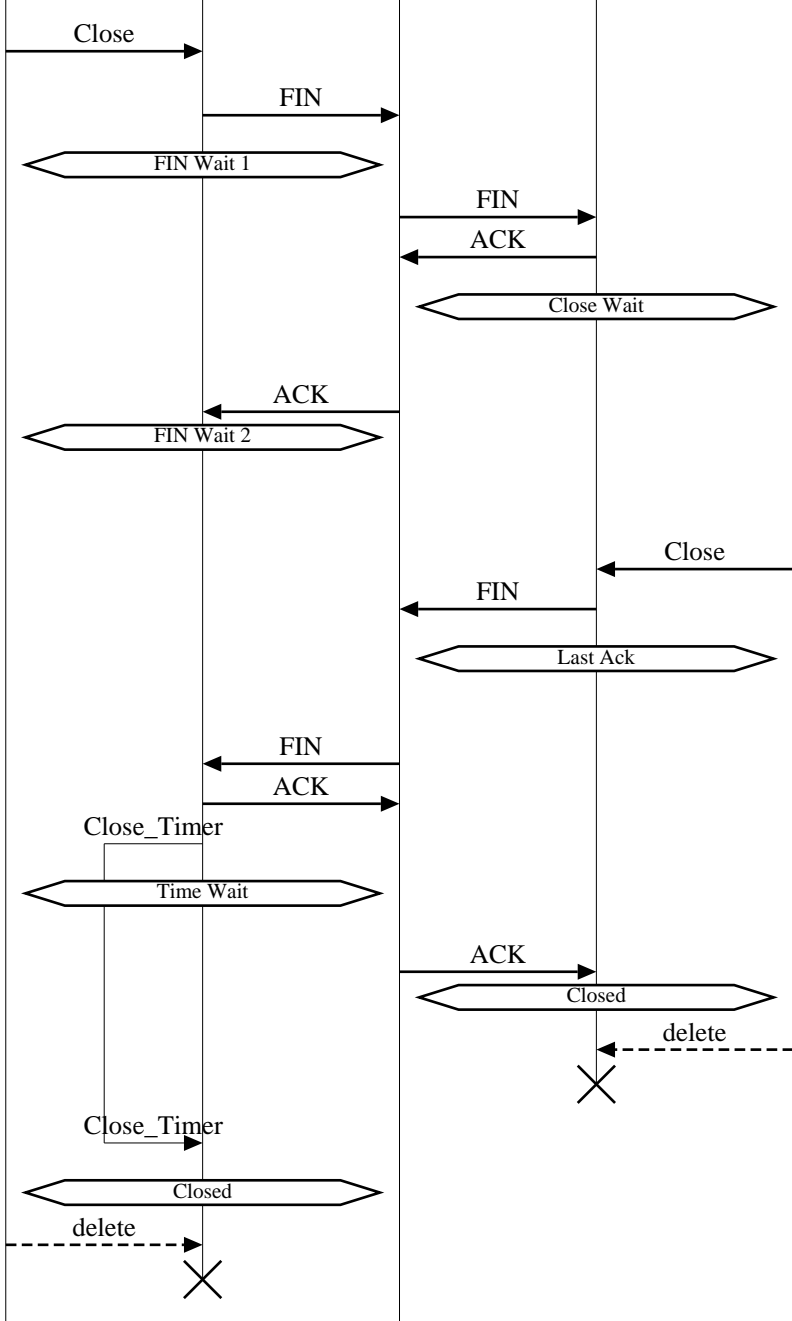 Close
FIN
FIN Wait 1
FIN
ACK
Close Wait
ACK
FIN Wait 2
Close
FIN
Last Ack
FIN
ACK
Close_Timer
Time Wait
ACK
Closed
delete
Close_Timer
Closed
delete